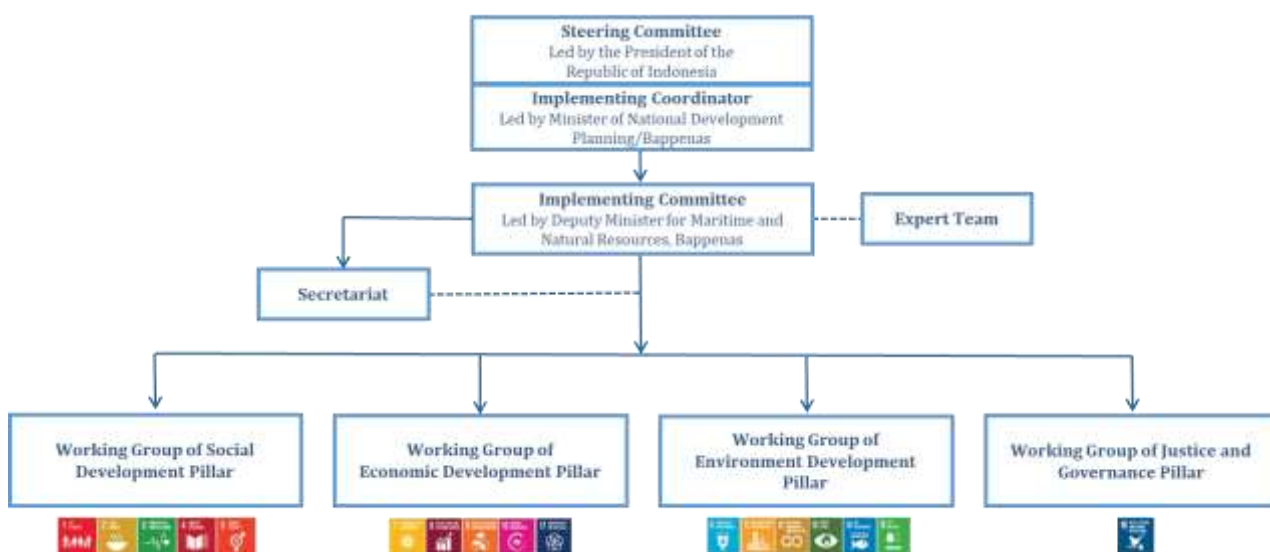 Steering Committee
Led by the President of the
Republic of Indonesia
Implementing Coordinator
Led by Minister of National Development
Planning/Bappenas
Implementing Committee
Led by Deputy Minister for Maritime and
Natural Resources, Bappenas
Expert Team
Secretariat
Working Group of Social
Development Pillar
Working Group of
Economic Development Pillar
Working Group of
Environment Development
Pillar
Working Group of Justice and
Governance Pillar